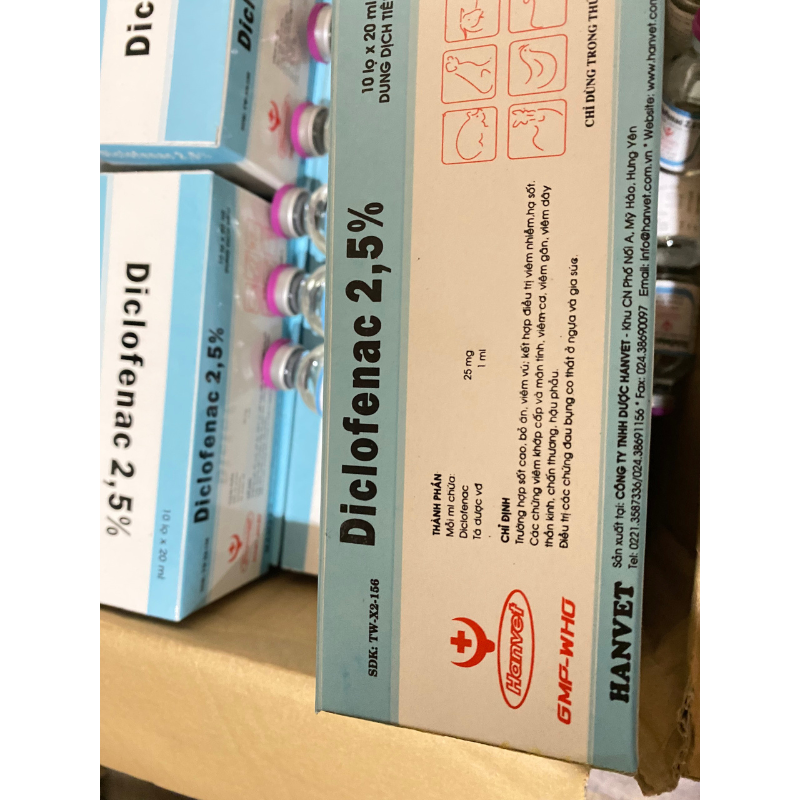 Diclofenac 2,5%
10 lọ x 20 ml
DUNG DỊCH TIÊ
SDK: TW-X2-156
THÀNH PHẦN
Mỗi ml chứa:
Diclofenac 25 mg
Tá dược vđ 1 ml
CHỈ ĐỊNH
Trường hợp sốt cao, bỏ ăn, viêm vú; kết hợp điều trị viêm nhiễm,hạ sốt.
Các chứng viêm khớp cấp và mãn tính, viêm cơ, viêm gân, viêm dây
thần kinh, chấn thương, hậu phẫu.
Điều trị các chứng đau bụng co thắt ở ngựa và gia súc.
CHỈ DÙNG TRONG THÚ
Hanvet
GMP-WHO
HANVET
Sản xuất tại: CÔNG TY TNHH DƯỢC HANVET - Khu CN Phố Nối A, Mỹ Hào, Hưng Yên
Tel: 0221.3587336/024.38691156 * Fax: 024.38690097 Email: info@hanvet.com.vn * Website: www.hanvet.co
Diclofenac 2,5%
10 lọ x 20 ml
Diclofenac 2,5%
Dic
Dicl
iclofenac 2,5%